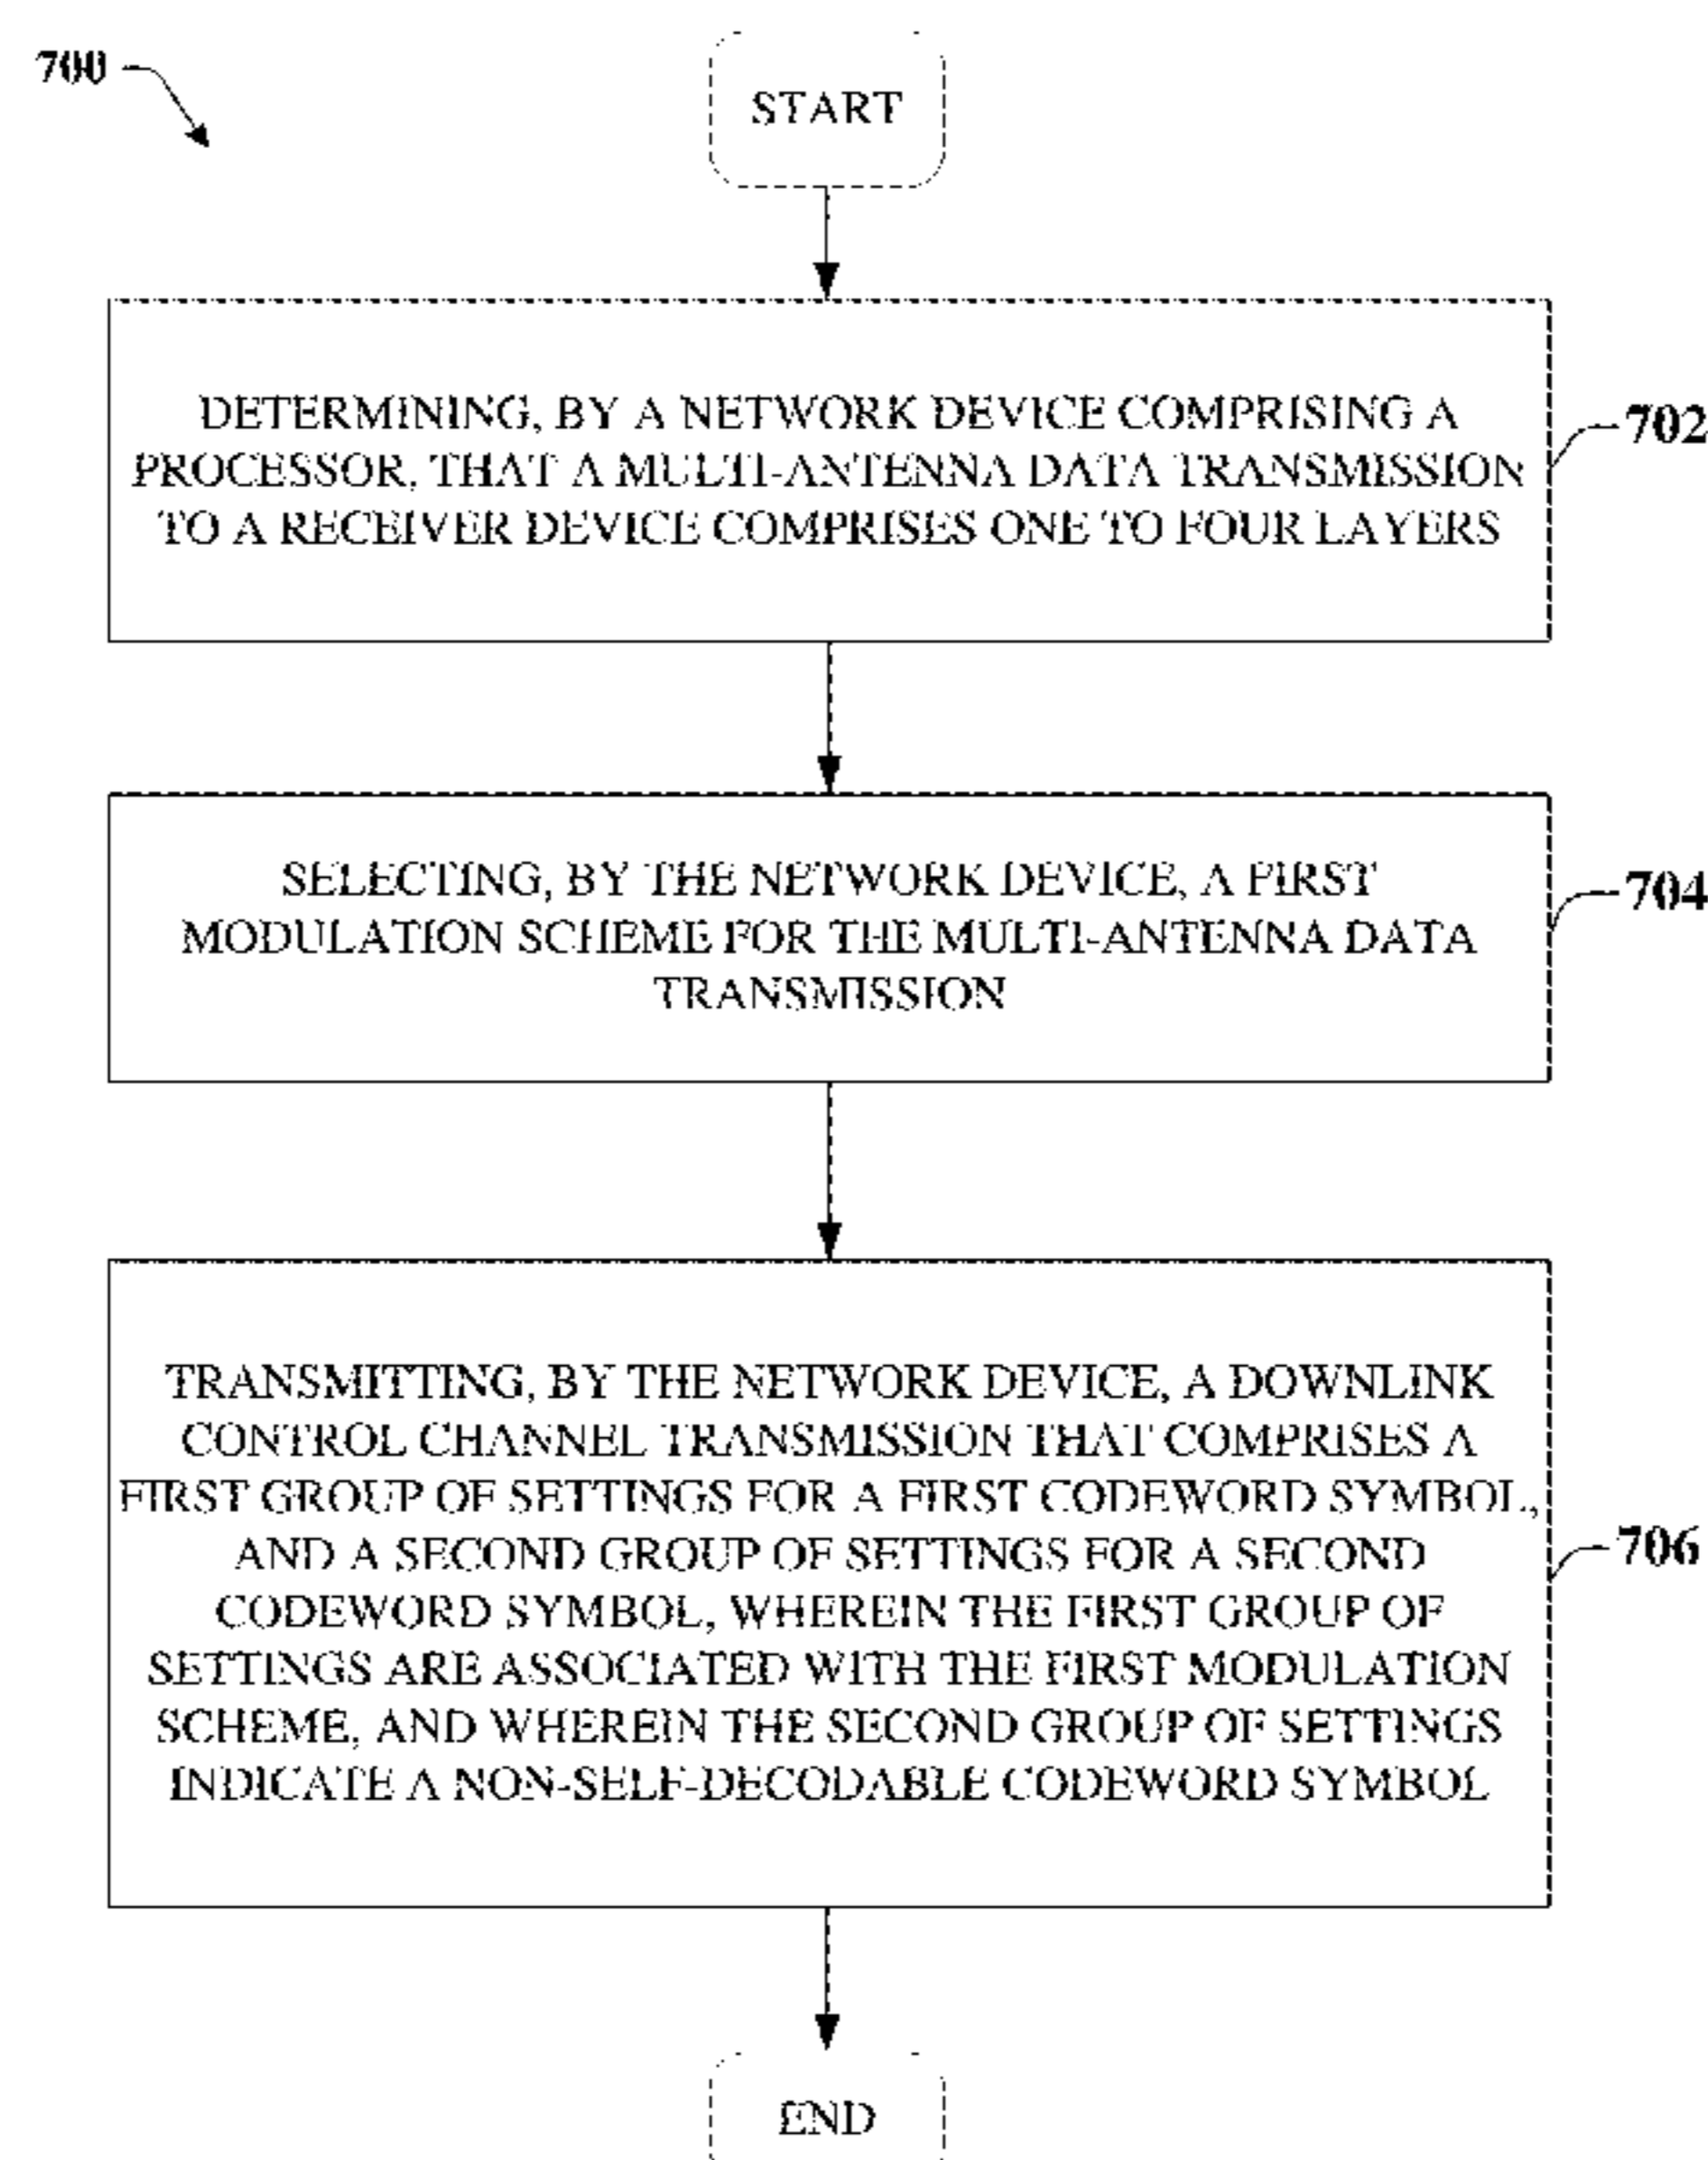 700
START
DETERMINING, BY A NETWORK DEVICE COMPRISING A
PROCESSOR, THAT A MULTI-ANTENNA DATA TRANSMISSION
TO A RECEIVER DEVICE COMPRISES ONE TO FOUR LAYERS
702
SELECTING, BY THE NETWORK DEVICE, A FIRST
MODULATION SCHEME FOR THE MULTI-ANTENNA DATA
TRANSMISSION
704
TRANSMITTING, BY THE NETWORK DEVICE, A DOWNLINK
CONTROL CHANNEL TRANSMISSION THAT COMPRISES A
FIRST GROUP OF SETTINGS FOR A FIRST CODEWORD SYMBOL,
AND A SECOND GROUP OF SETTINGS FOR A SECOND
CODEWORD SYMBOL, WHEREIN THE FIRST GROUP OF
SETTINGS ARE ASSOCIATED WITH THE FIRST MODULATION
SCHEME, AND WHEREIN THE SECOND GROUP OF SETTINGS
INDICATE A NON-SELF-DECODABLE CODEWORD SYMBOL
706
END